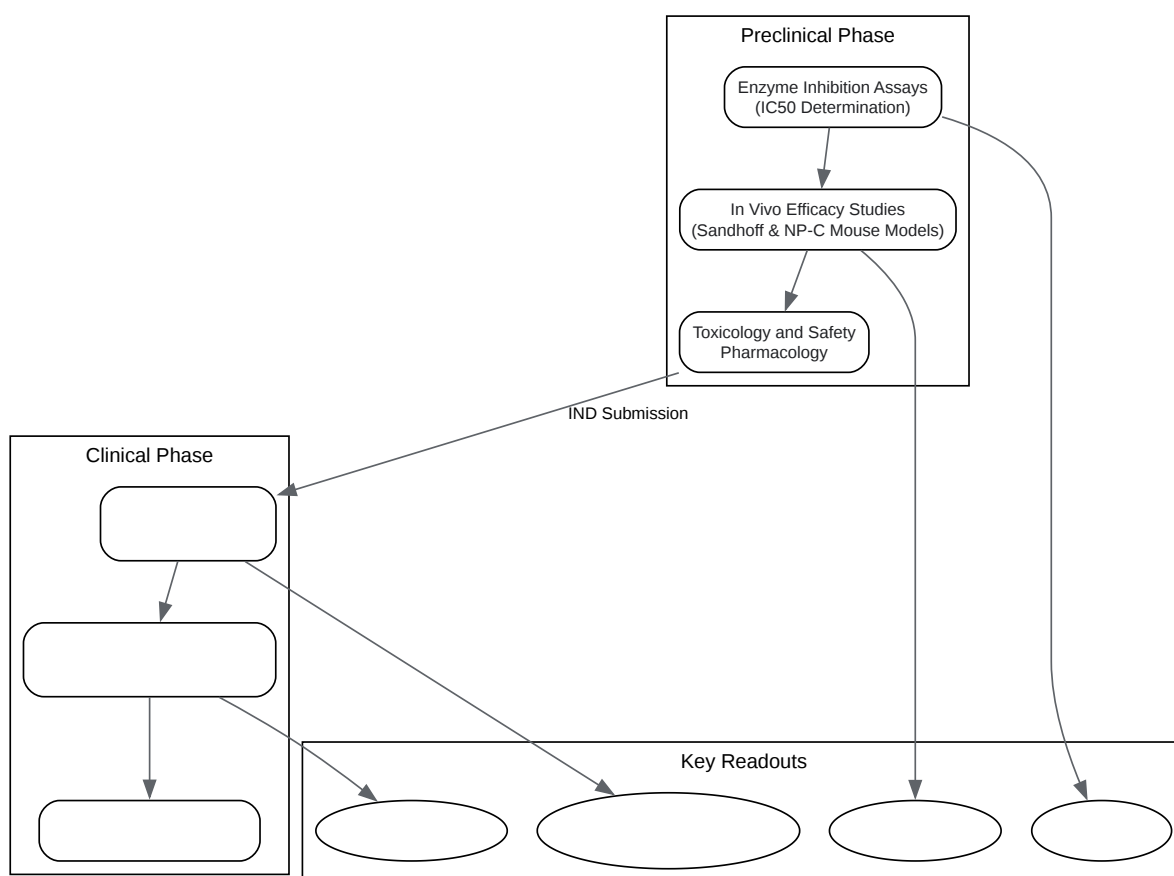 Preclinical Phase
Enzyme Inhibition Assays
(IC50 Determination)
In Vivo Efficacy Studies
(Sandhoff & NP-C Mouse Models)
Toxicology and Safety
Pharmacology
IND Submission
Clinical Phase
Key Readouts